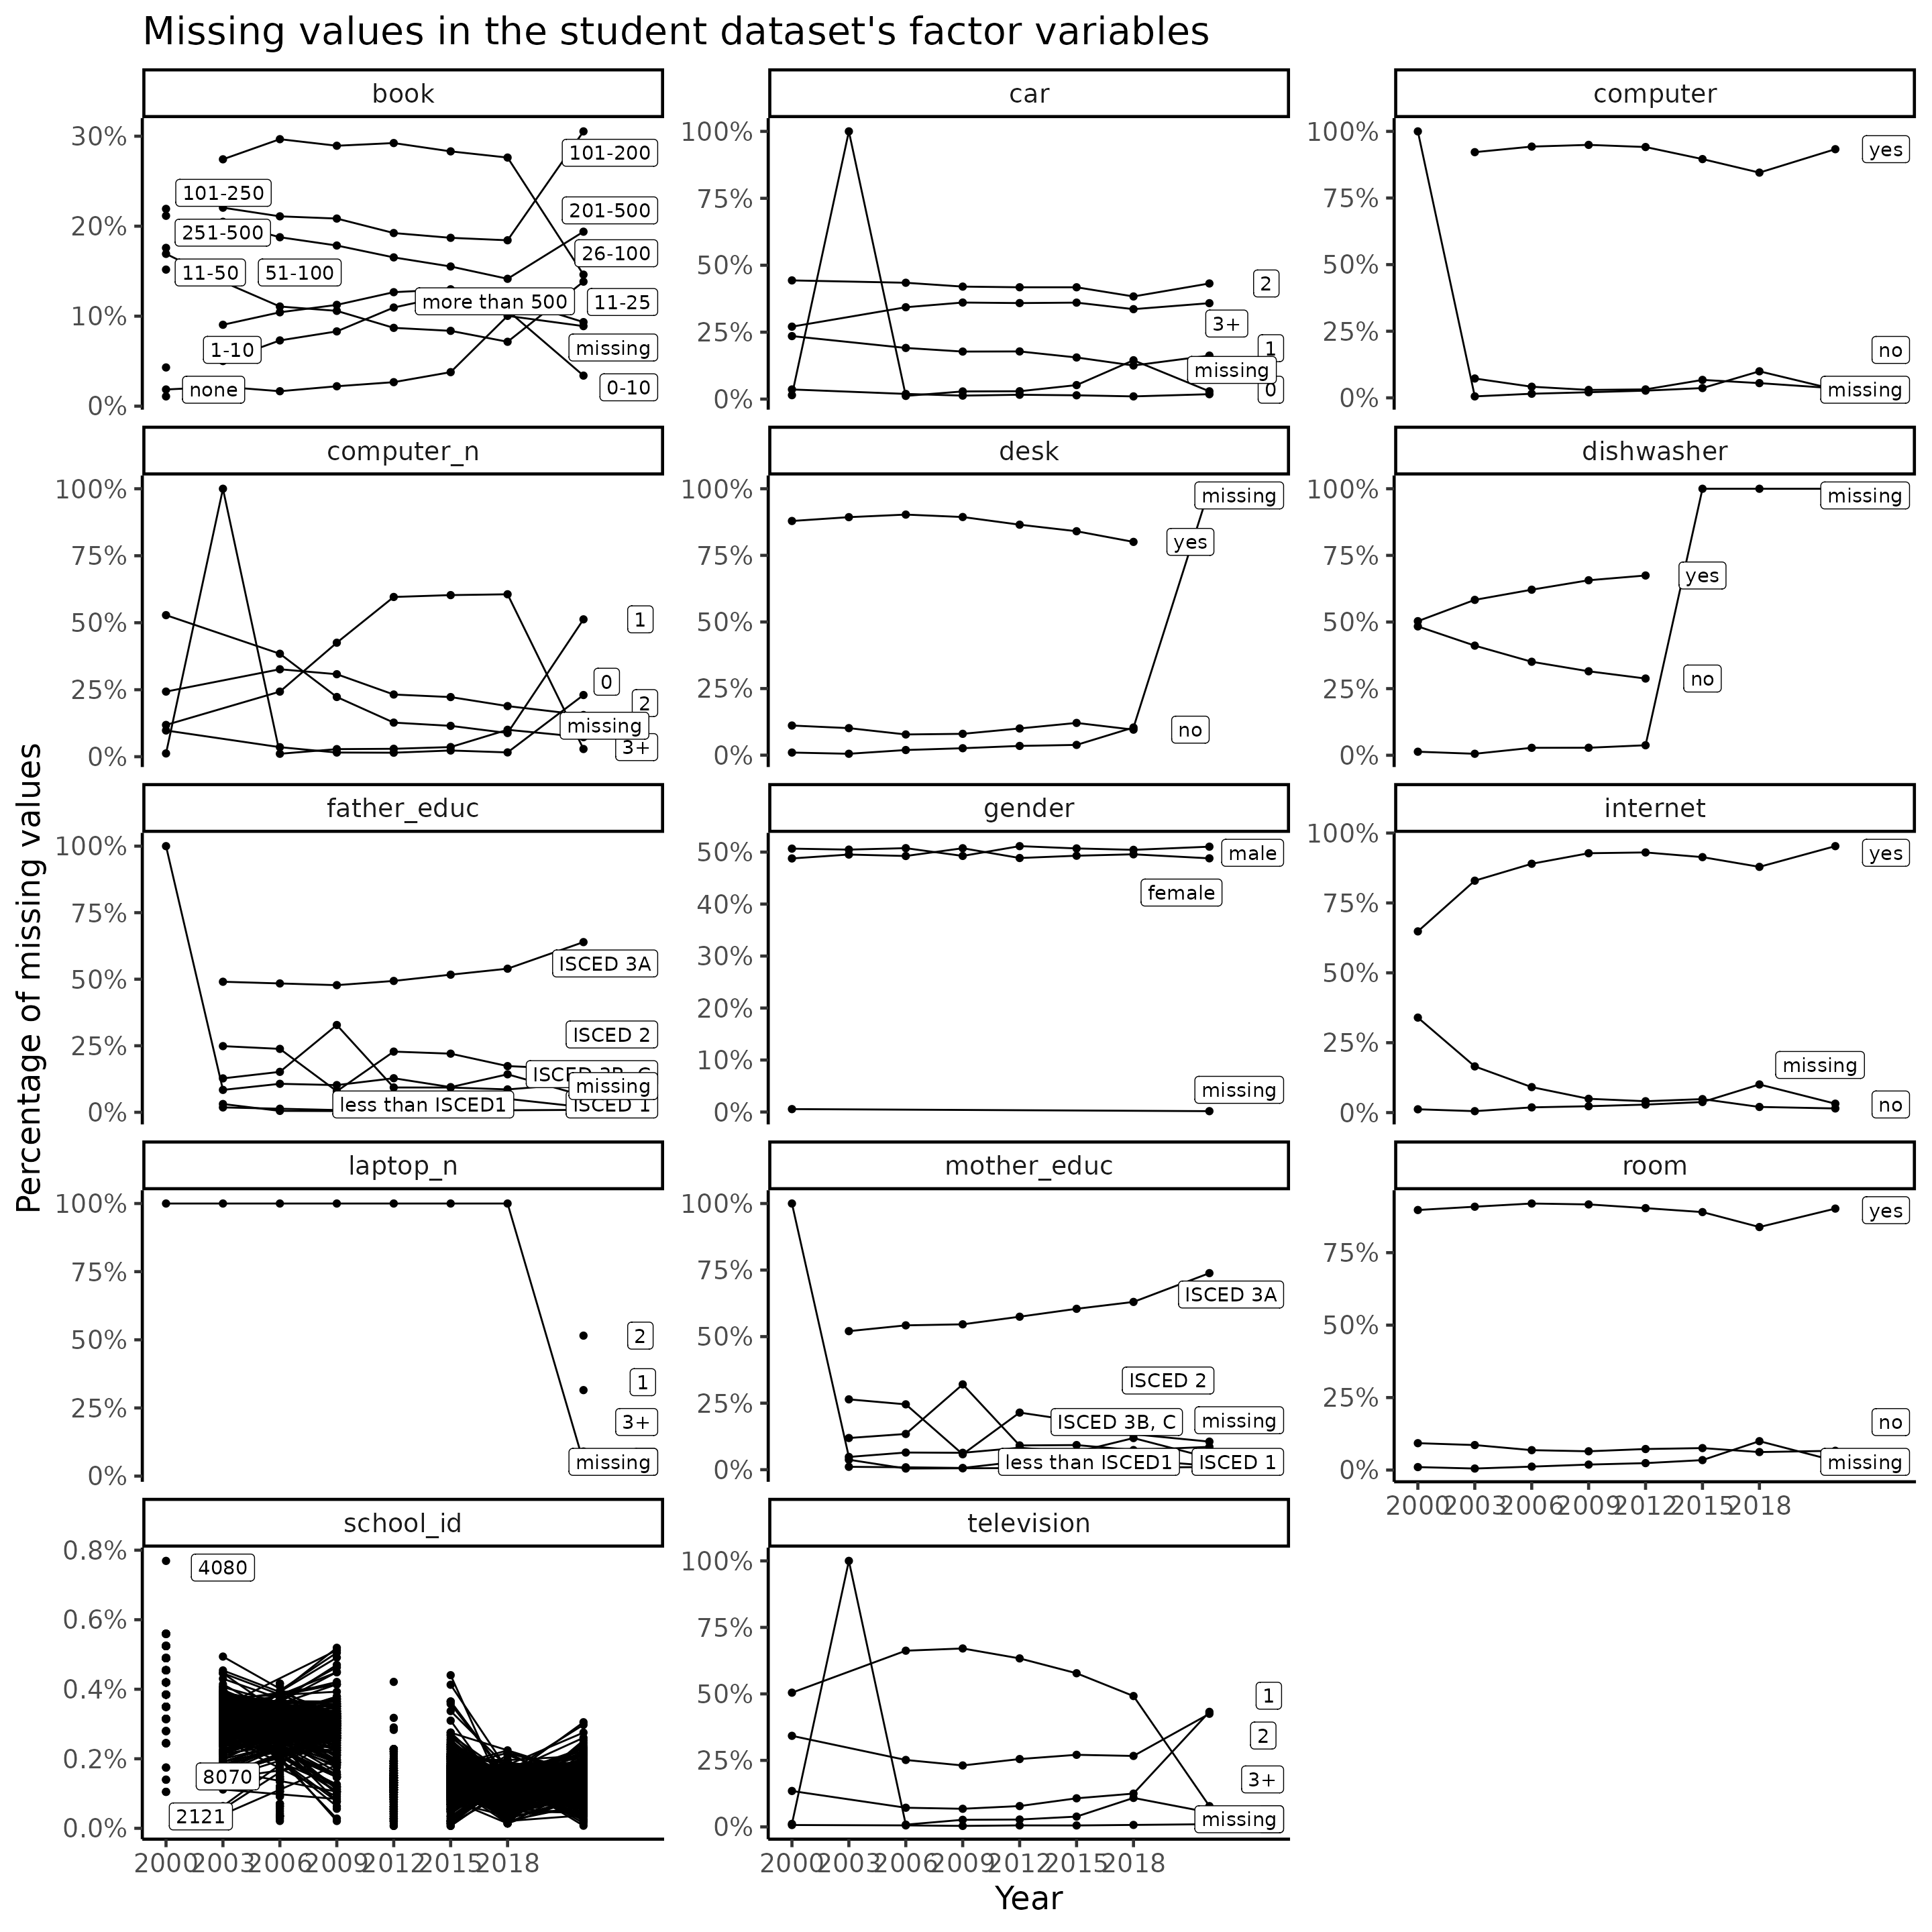 Missing values in the student dataset's factor variables
book
car
computer
30%
20%
10%
0%
101-200
101-250
201-500
251-500
26-100
11-50
51-100
more than 500
11-25
1-10
missing
none
0-10
100%
75%
50%
25%
0%
2
3+
1
missing
0
100%
75%
50%
25%
0%
yes
no
missing
computer_n
desk
dishwasher
100%
75%
50%
25%
0%
1
0
2
missing
3+
100%
75%
50%
25%
0%
missing
yes
no
100%
75%
50%
25%
0%
missing
yes
no
father_educ
gender
internet
100%
75%
50%
25%
0%
ISCED 3A
ISCED 2
ISCED 3B, C
missing
less than ISCED1
ISCED 1
50%
40%
30%
20%
10%
0%
male
female
missing
100%
75%
50%
25%
0%
yes
missing
no
laptop_n
mother_educ
room
100%
75%
50%
25%
0%
2
1
3+
missing
100%
75%
50%
25%
0%
ISCED 3A
ISCED 2
ISCED 3B, C
missing
less than ISCED1
ISCED 1
75%
50%
25%
0%
yes
no
missing
2000 2003 2006 2009 2012 2015 2018
school_id
television
0.8%
0.6%
0.4%
0.2%
0.0%
4080
8070
2121
100%
75%
50%
25%
0%
1
2
3+
missing
2000 2003 2006 2009 2012 2015 2018
2000 2003 2006 2009 2012 2015 2018
Year
Percentage of missing values